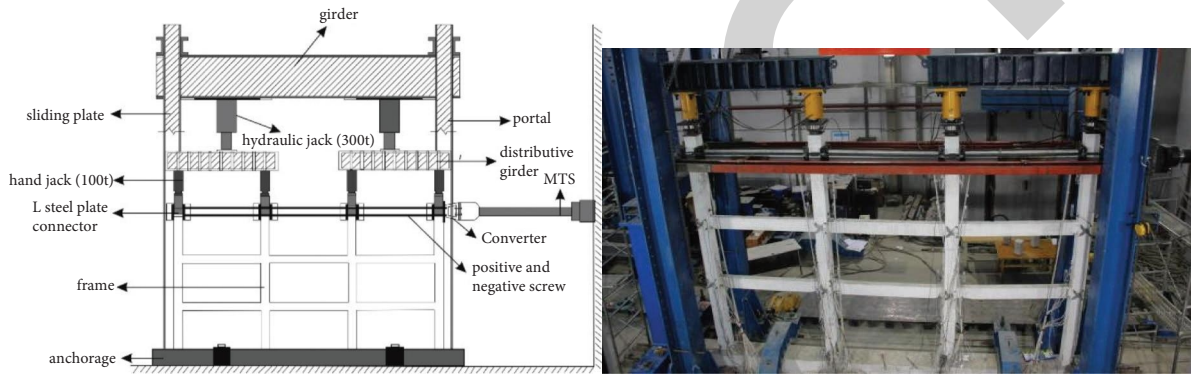 girder
sliding plate
portal
hydraulic jack (300t)
distributive
girder
hand jack (100t)
MTS
L steel plate
connector
Converter
positive and
negative screw
frame
anchorage